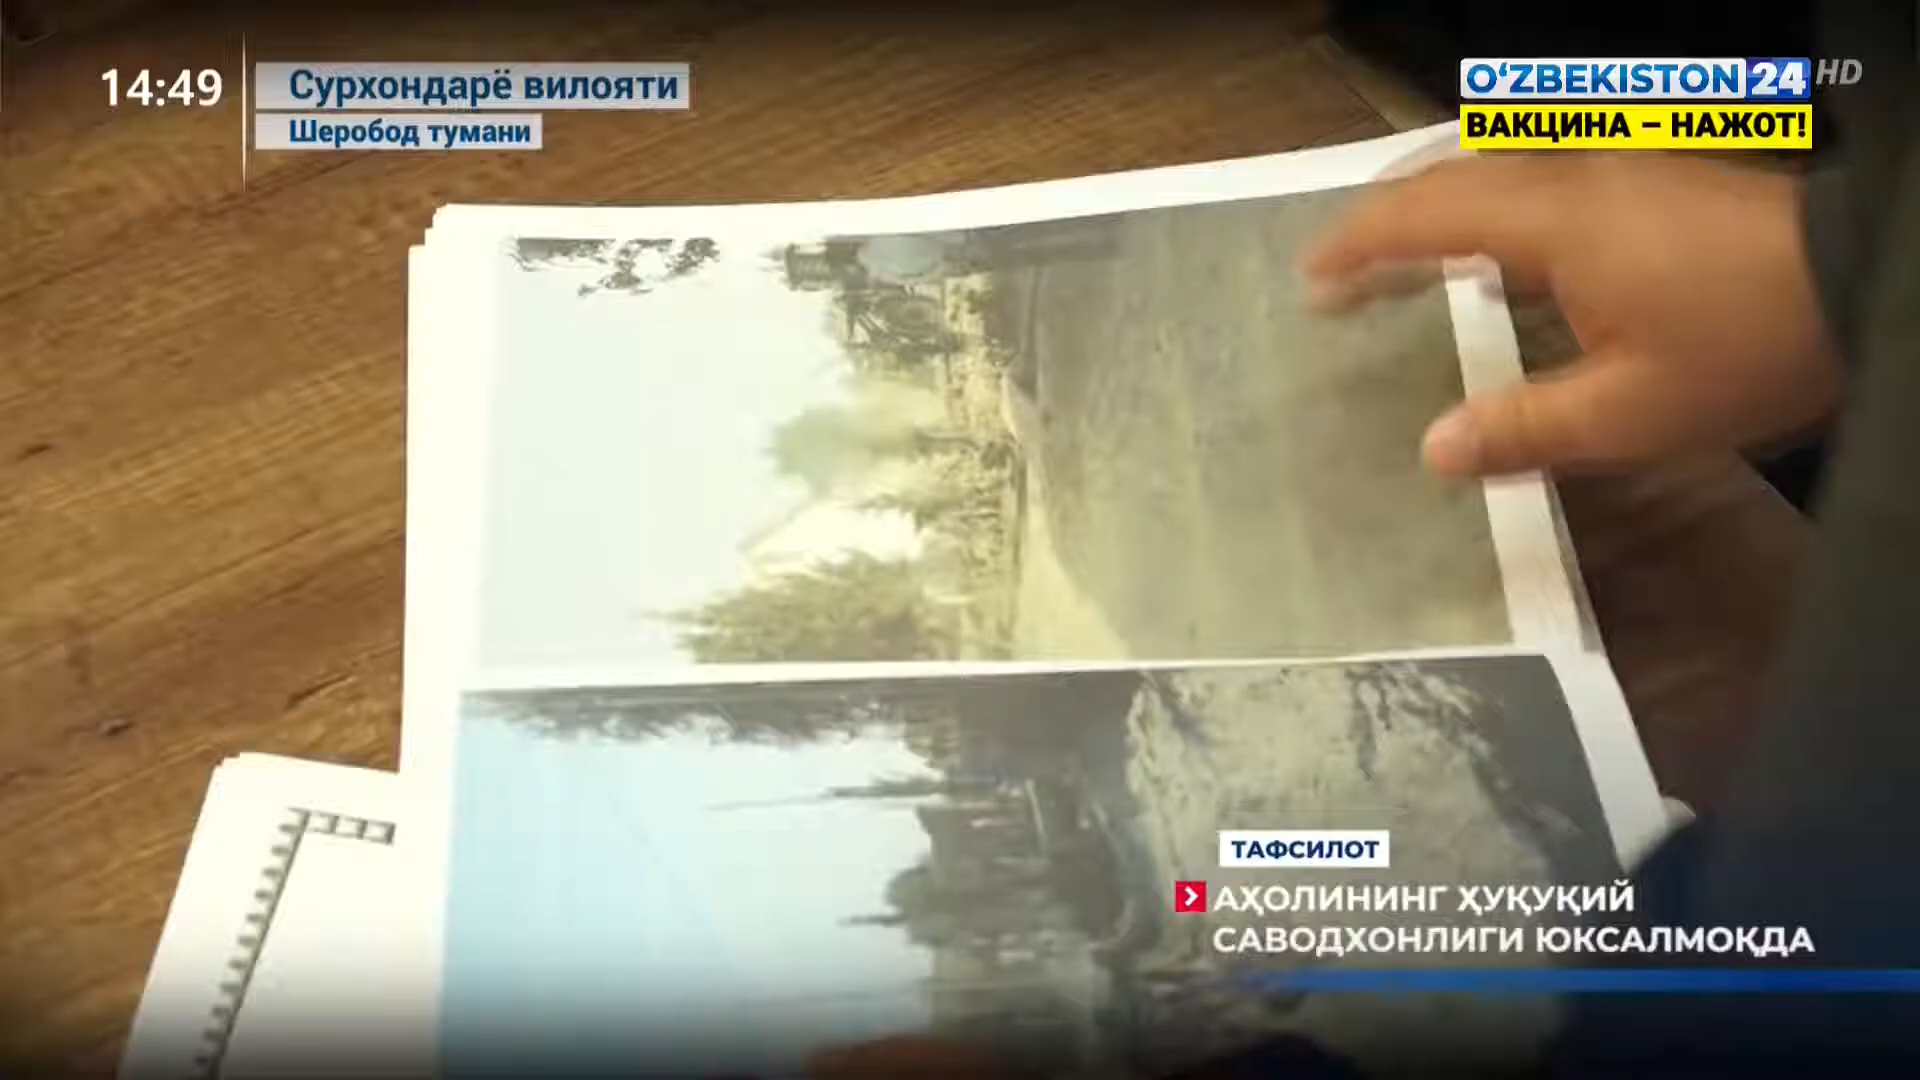 14:49
Сурхондарё вилояти
Шеробод тумани
O‘ZBEKISTON 24 HD
ВАКЦИНА – НАЖОТ!
ТАФСИЛОТ
АҲОЛИНИНГ ҲУҚУҚИЙ
САВОДХОНЛИГИ ЮКСАЛМОҚДА